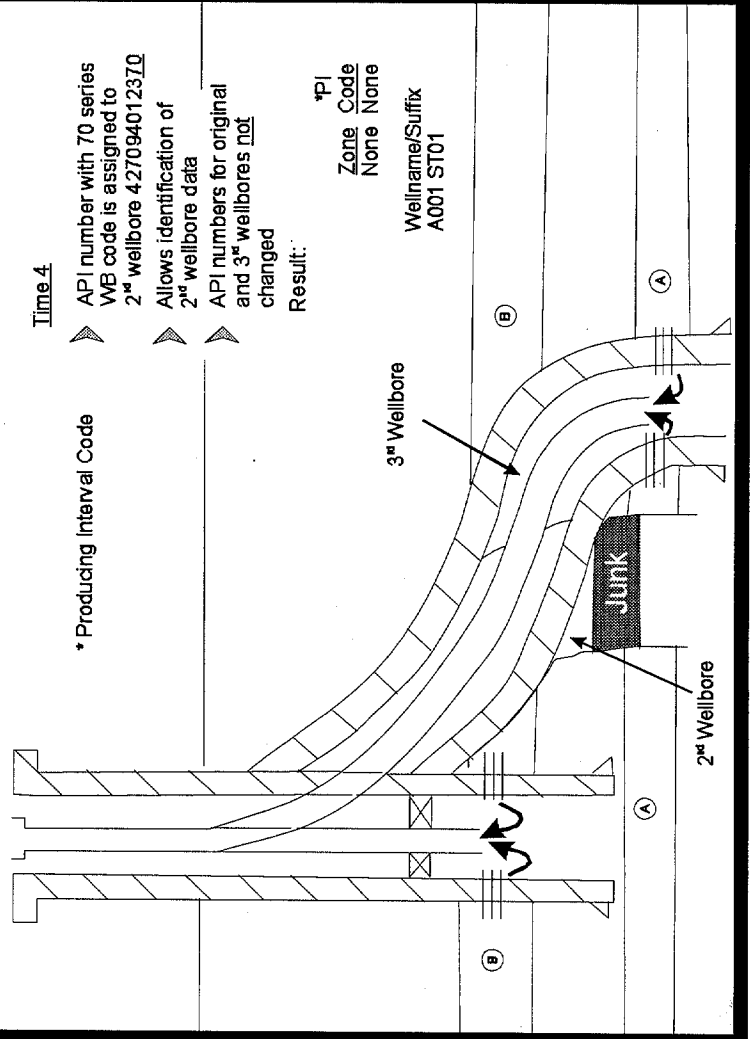 Time 4
API number with 70 series
WB code is assigned to
2nd wellbore 427094012370
Allows identification of
2nd wellbore data
API numbers for original
and 3rd wellbores not
changed
Result:
*PI
Zone Code
None None
Wellname/Suffix
A001 ST01
* Producing Interval Code
B
A
3rd Wellbore
Junk
2nd Wellbore
A
B